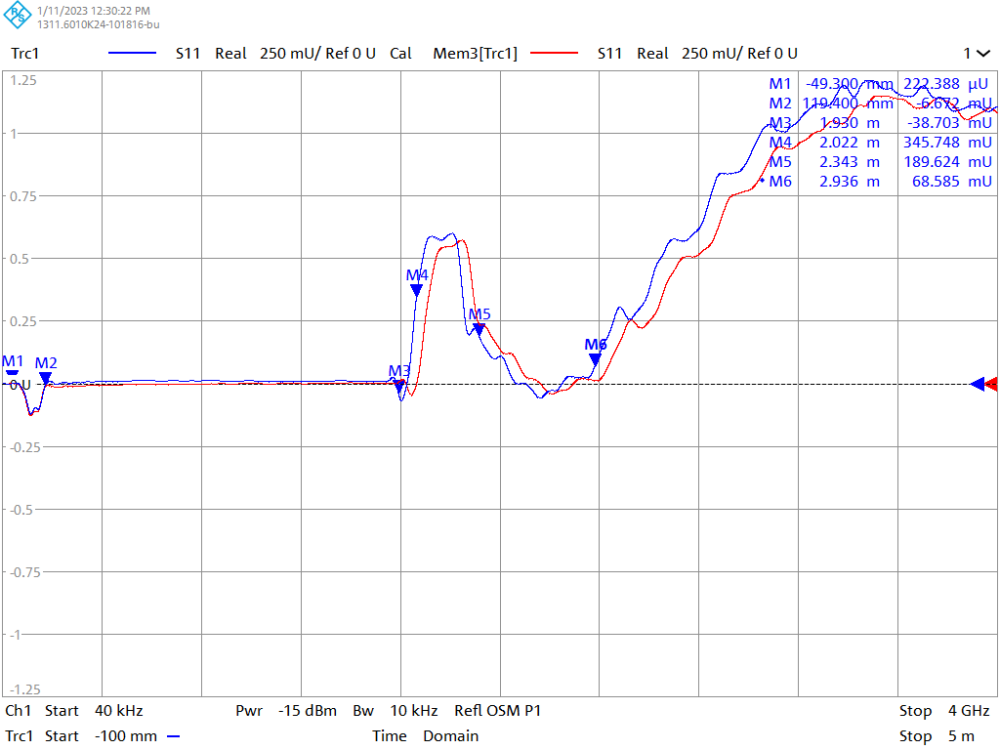 R&S
1/11/2023 12:30:22 PM
1311.6010K24-101816-bu
Trc1 S11 Real 250 mU/ Ref 0 U Cal Mem3[Trc1] S11 Real 250 mU/ Ref 0 U 1
1.25
M1 -49.300 mm 222.388 µU
M2 119.400 mm -6.672 mU
1
M3 1.930 m -38.703 mU
M4 2.022 m 345.748 mU
M5 2.343 m 189.624 mU
M6 2.936 m 68.585 mU
0.75
0.5
M4
0.25
M5
M6
M1 M2
M3
0 U
-0.25
-0.5
-0.75
-1
-1.25
Ch1 Start 40 kHz Pwr -15 dBm Bw 10 kHz Refl OSM P1 Stop 4 GHz
Trc1 Start -100 mm Time Domain Stop 5 m